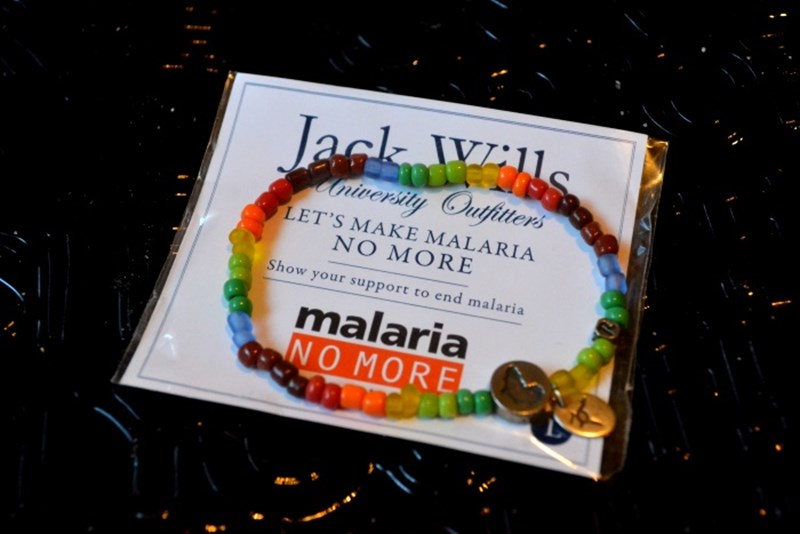 Jack Wills
University Outfitters
LET'S MAKE MALARIA
NO MORE
Show your support to end malaria
malaria
NO MORE
L